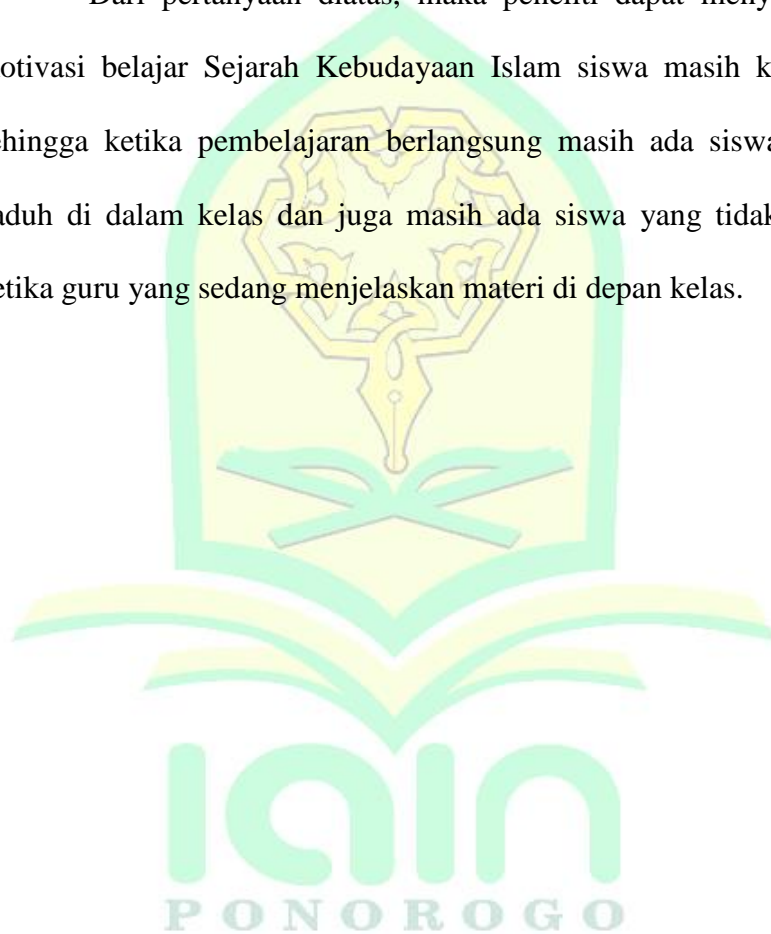 Dari pertanyaan diatas, maka peneliti dapat meny
otivasi belajar Sejarah Kebudayaan Islam siswa masih k
ehingga ketika pembelajaran berlangsung masih ada siswa
aduh di dalam kelas dan juga masih ada siswa yang tidak
etika guru yang sedang menjelaskan materi di depan kelas.
iain
PONOROGO